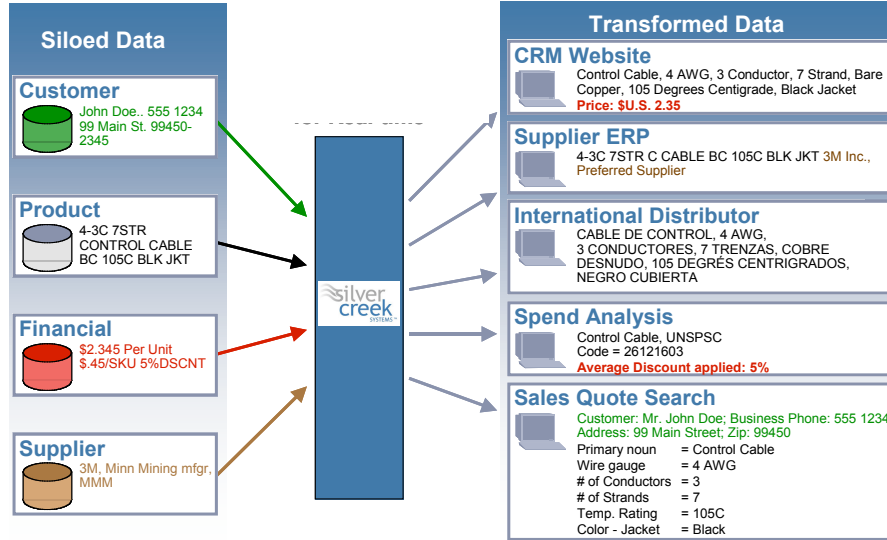 Siloed Data
Customer
John Doe.. 555 1234
99 Main St. 99450-
2345
Product
4-3C 7STR
CONTROL CABLE
BC 105C BLK JKT
Financial
$2.345 Per Unit
$.45/SKU 5%DSCNT
Supplier
3M, Minn Mining mfgr,
MMM
silver
creek
SYSTEMS™
Transformed Data
CRM Website
Control Cable, 4 AWG, 3 Conductor, 7 Strand, Bare
Copper, 105 Degrees Centigrade, Black Jacket
Price: $U.S. 2.35
Supplier ERP
4-3C 7STR C CABLE BC 105C BLK JKT 3M Inc.,
Preferred Supplier
International Distributor
CABLE DE CONTROL, 4 AWG,
3 CONDUCTORES, 7 TRENZAS, COBRE
DESNUDO, 105 DEGRÉS CENTRIGRADOS,
NEGRO CUBIERTA
Spend Analysis
Control Cable, UNSPSC
Code = 26121603
Average Discount applied: 5%
Sales Quote Search
Customer: Mr. John Doe; Business Phone: 555 1234
Address: 99 Main Street; Zip: 99450
Primary noun = Control Cable
Wire gauge = 4 AWG
# of Conductors = 3
# of Strands = 7
Temp. Rating = 105C
Color - Jacket = Black